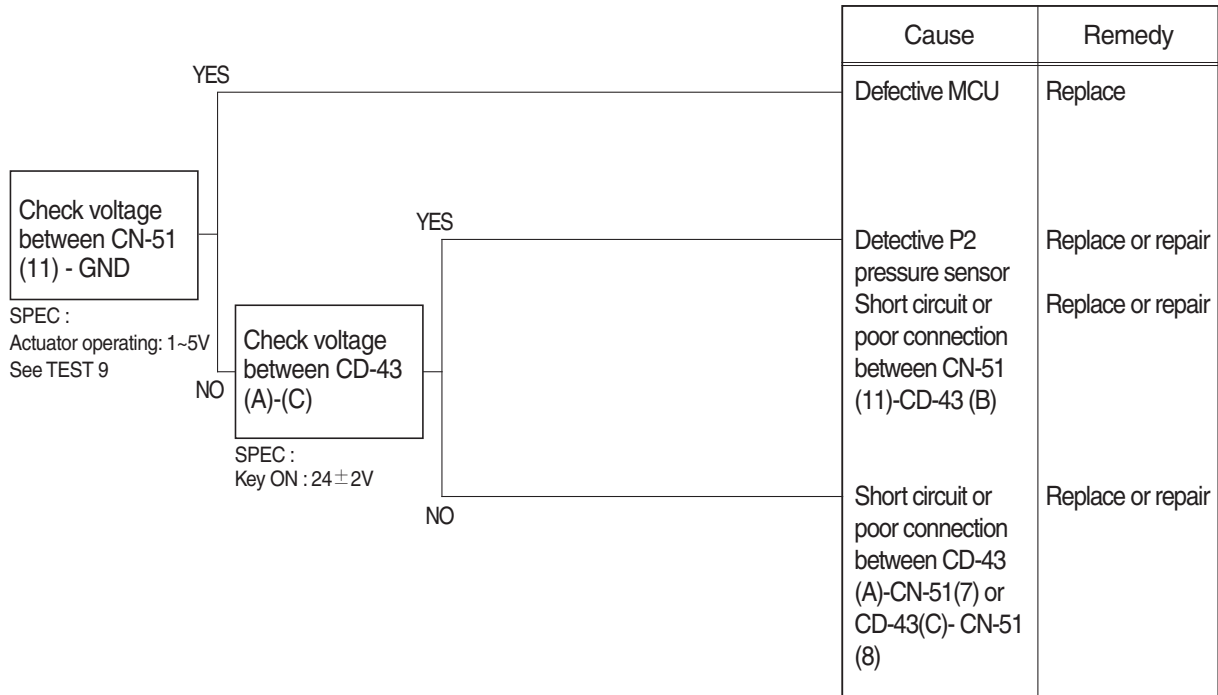 Cause Remedy
YES
Defective MCU Replace
Check voltage
between CN-51
(11) - GND
SPEC :
Actuator operating: 1~5V
See TEST 9
NO
Check voltage
between CD-43
(A)-(C)
SPEC :
Key ON : 24±2V
YES
Detective P2 Replace or repair
pressure sensor
Short circuit or Replace or repair
poor connection
between CN-51
(11)-CD-43 (B)
NO
Short circuit or Replace or repair
poor connection
between CD-43
(A)-CN-51(7) or
CD-43(C)- CN-51
(8)